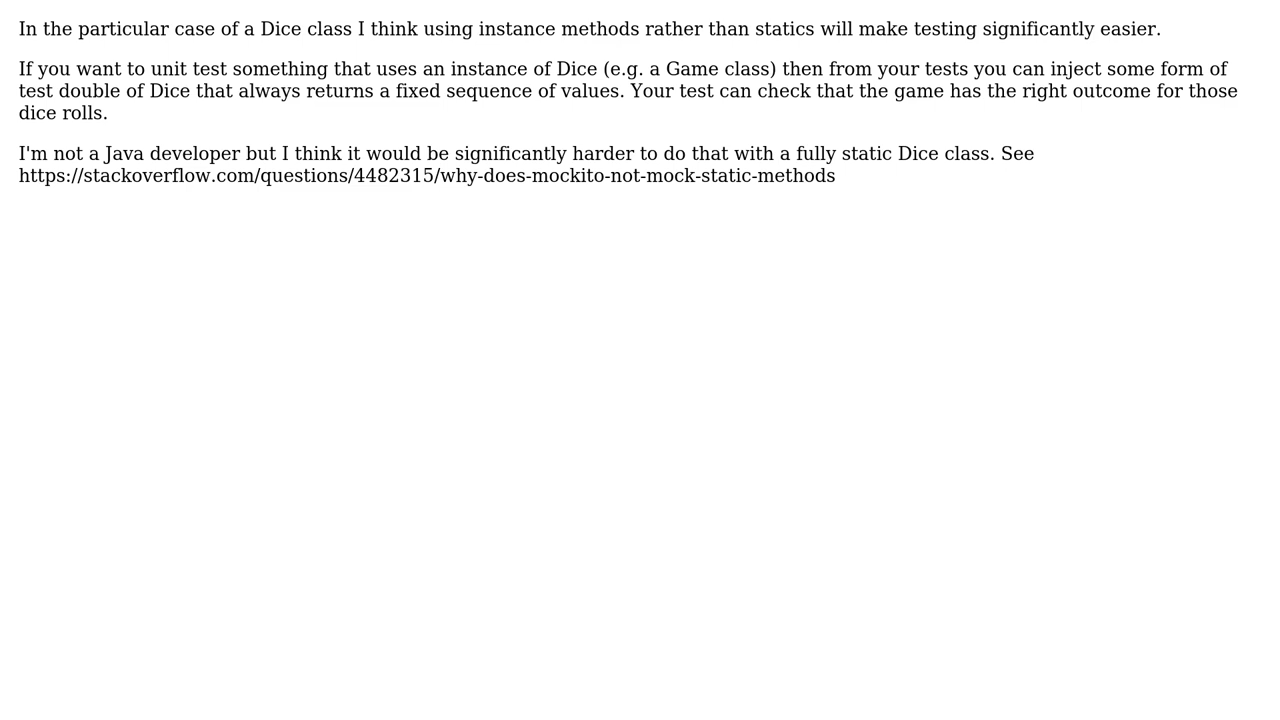 In the particular case of a Dice class I think using instance methods rather than statics will make testing significantly easier.
If you want to unit test something that uses an instance of Dice (e.g. a Game class) then from your tests you can inject some form of
test double of Dice that always returns a fixed sequence of values. Your test can check that the game has the right outcome for those
dice rolls.
I'm not a Java developer but I think it would be significantly harder to do that with a fully static Dice class. See
https://stackoverflow.com/questions/4482315/why-does-mockito-not-mock-static-methods